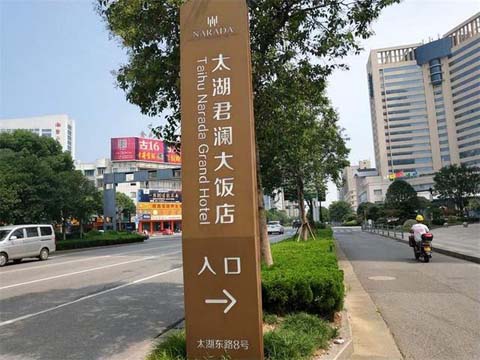 NARADA
太湖君澜大饭店
Taihu Narada Grand Hotel
入口
→
太湖东路8号
古16